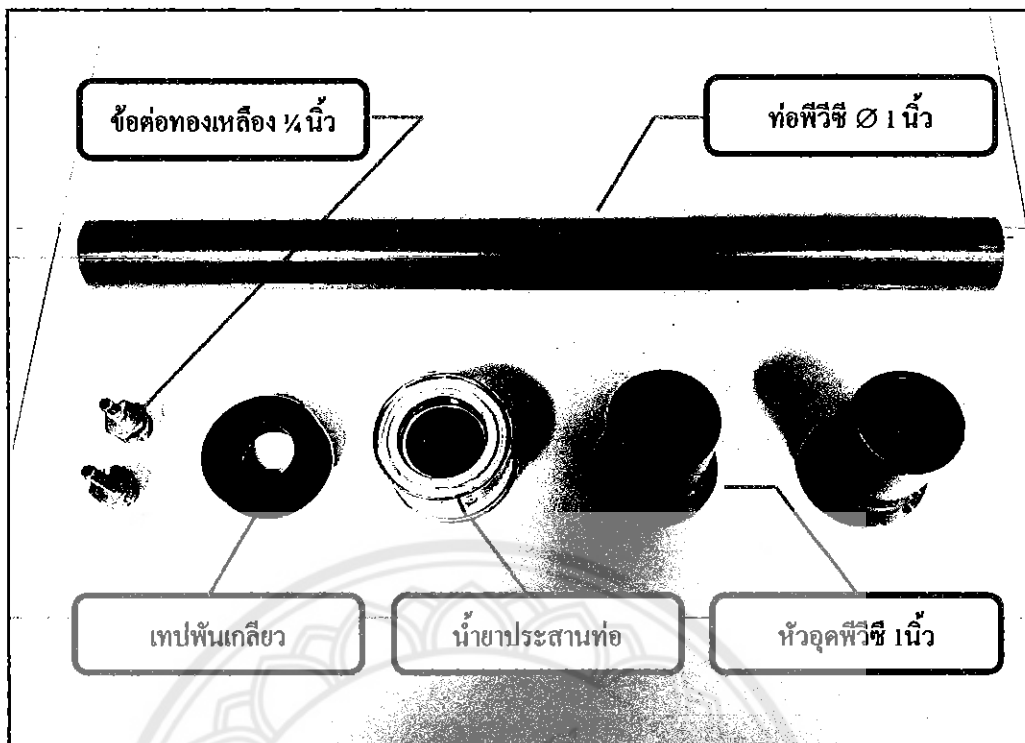 ข้อต่อทองเหลือง ¼ นิ้ว
ท่อพีวีซี ∅ 1 นิ้ว
เทปพันเกลียว
น้ำยาประสานท่อ
หัวอุดพีวีซี 1นิ้ว